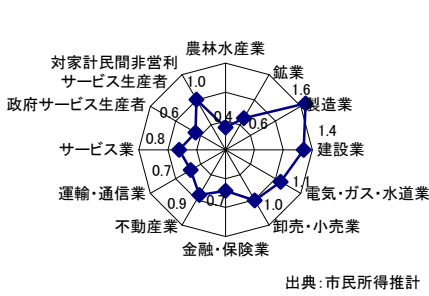 農林水産業
鉱業
製造業
建設業
電気・ガス・水道業
卸売・小売業
金融・保険業
不動産業
運輸・通信業
サービス業
政府サービス生産者
対家計民間非営利
サービス生産者
0.4
0.6
1.6
1.4
1.1
1.0
0.7
0.9
0.7
0.8
0.6
1.0
出典：市民所得推計